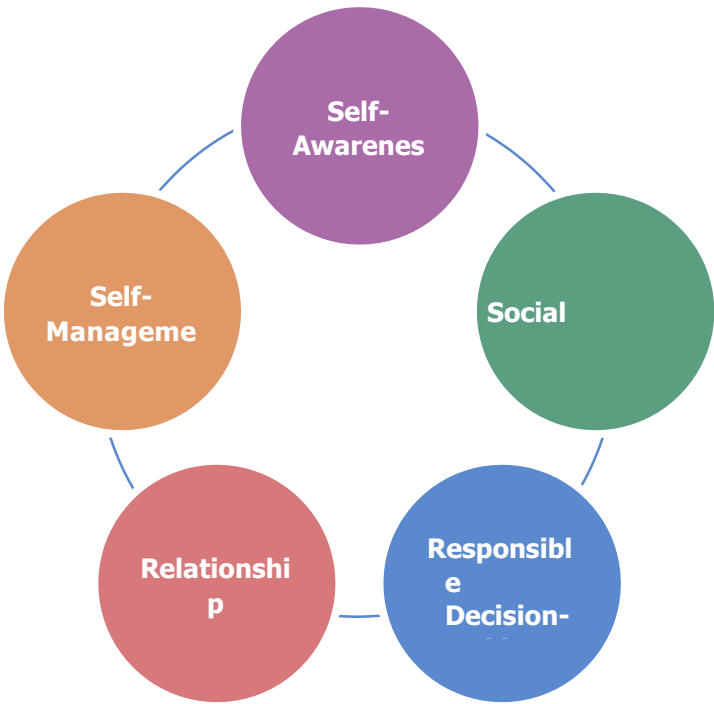 Self-
Awarenes
Social
Responsibl
e
Decision-
Relationshi
p
Self-
Manageme